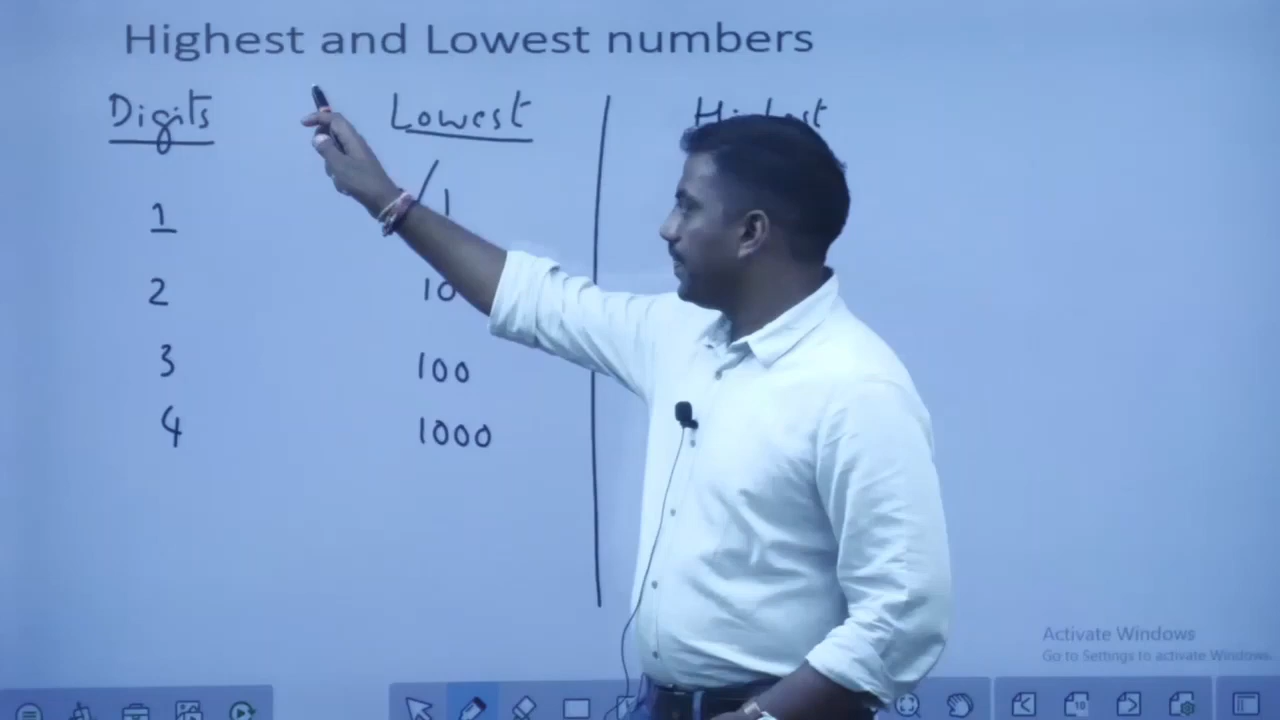 Highest and Lowest numbers
Digits Lowest
1 1
2 10
3 100
4 1000
Activate Windows
Go to Settings to activate Windows.